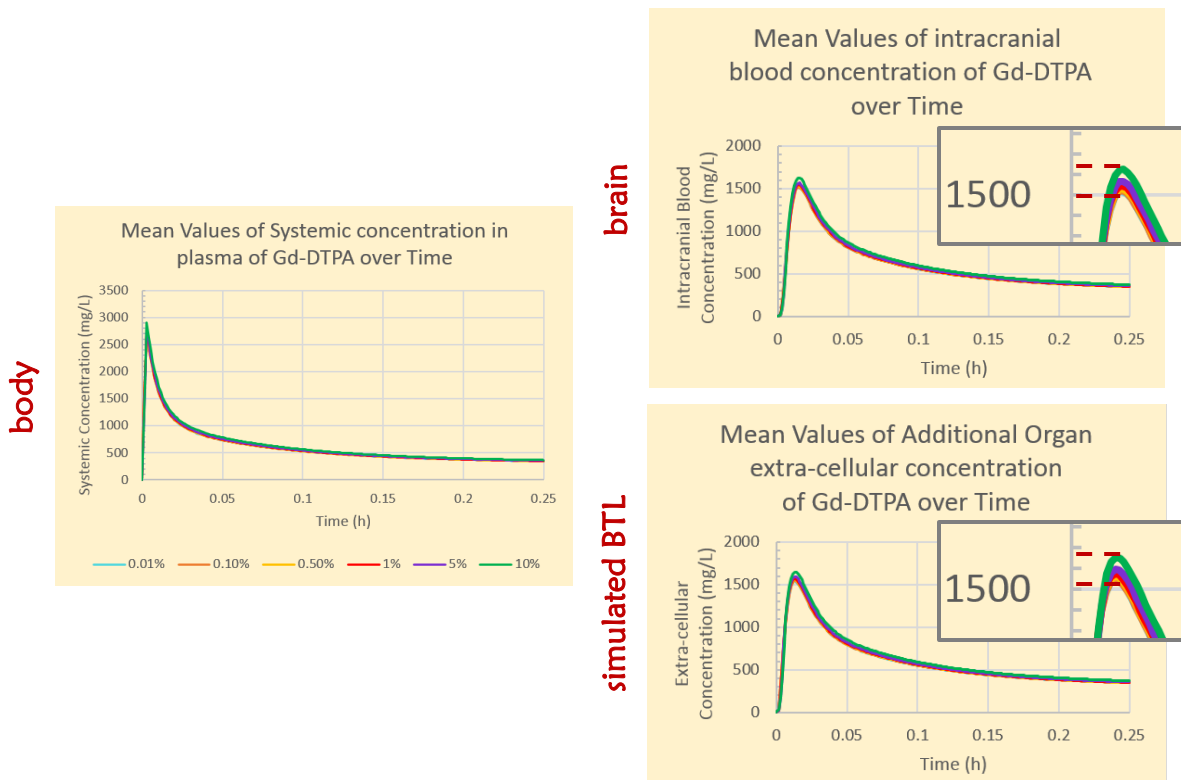 body
Mean Values of Systemic concentration in
plasma of Gd-DTPA over Time
Systemic Concentration (mg/L)
3500
3000
2500
2000
1500
1000
500
0
0 0.05 0.1 0.15 0.2 0.25
Time (h)
0.01% 0.10% 0.50% 1% 5% 10%
brain
Mean Values of intracranial
blood concentration of Gd-DTPA
over Time
Intracranial Blood
Concentration (mg/L)
2000
1500
1000
500
0
0 0.05 0.1 0.15 0.2 0.25
Time (h)
1500
simulated BTL
Mean Values of Additional Organ
extra-cellular concentration
of Gd-DTPA over Time
Extra-cellular
Concentration (mg/L)
2000
1500
1000
500
0
0 0.05 0.1 0.15 0.2 0.25
Time (h)
1500